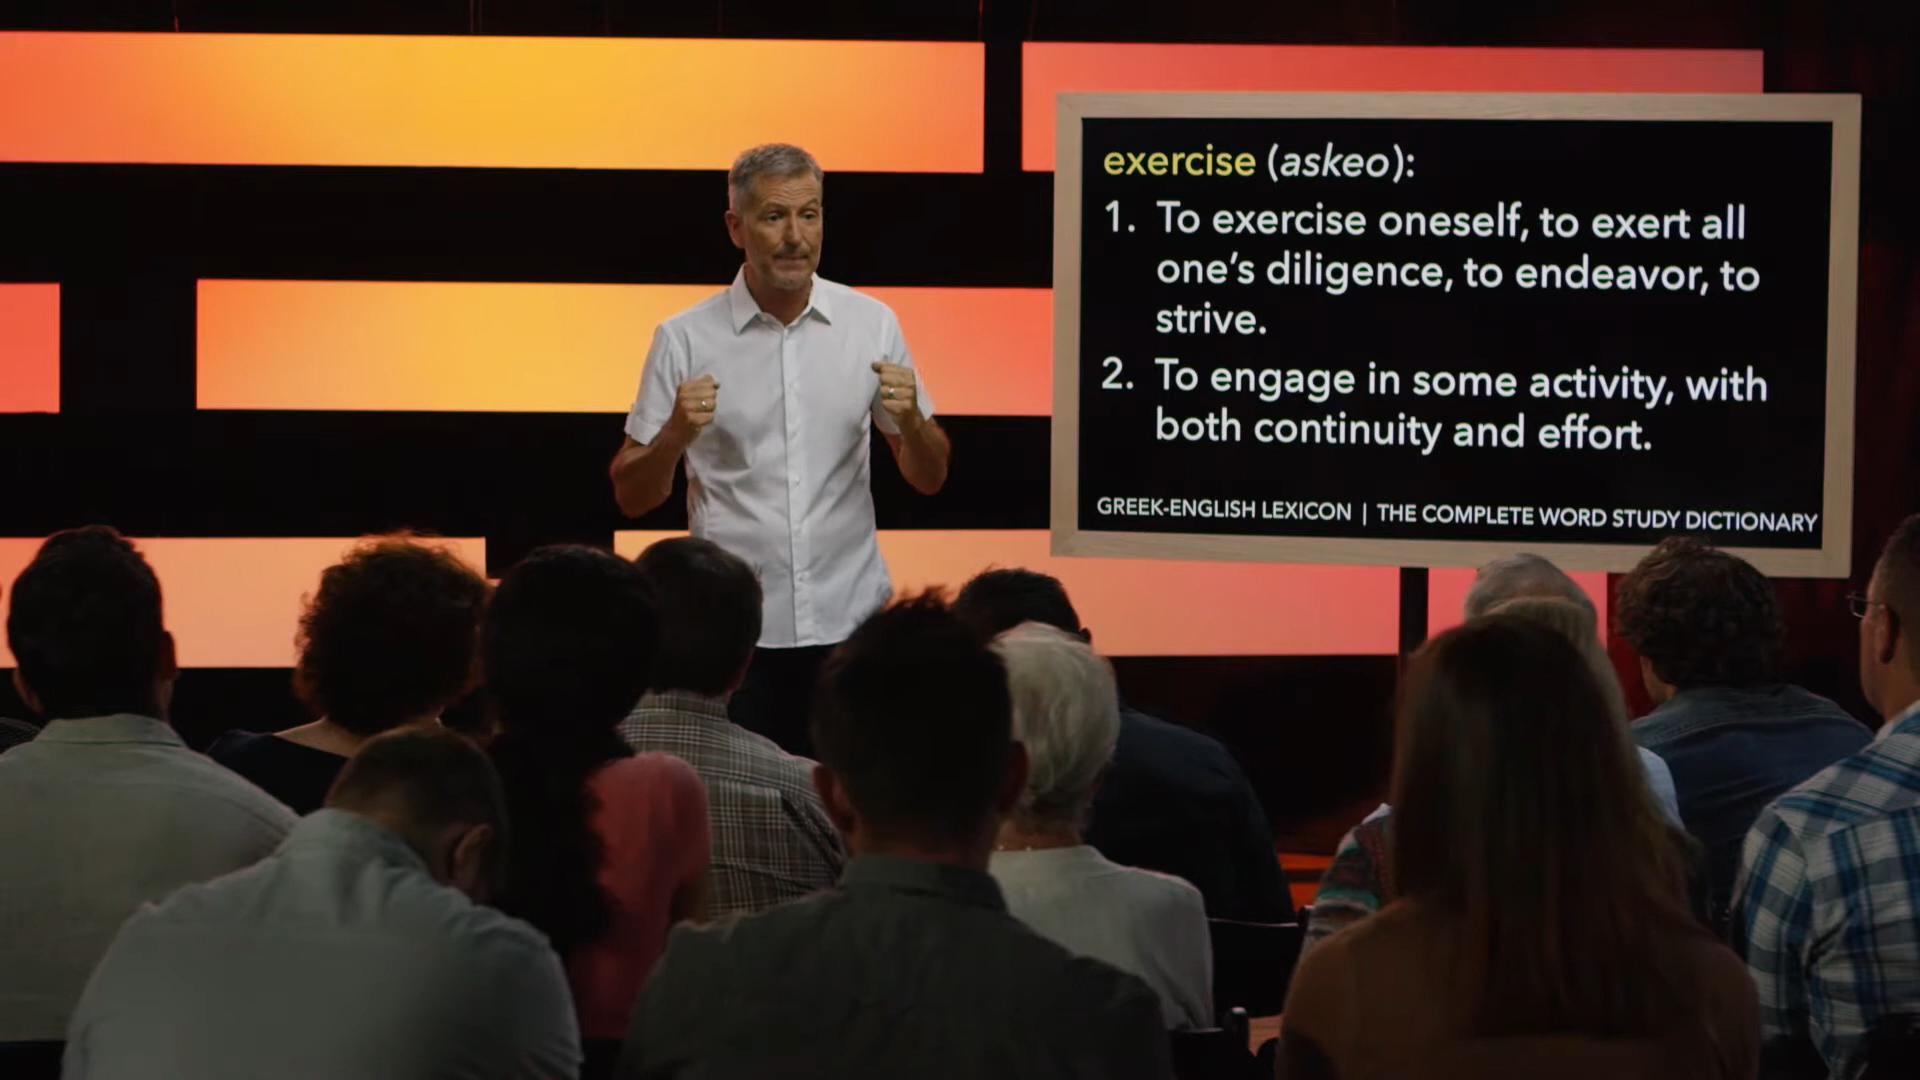 exercise (askeo):
1. To exercise oneself, to exert all
one’s diligence, to endeavor, to
strive.
2. To engage in some activity, with
both continuity and effort.
GREEK-ENGLISH LEXICON | THE COMPLETE WORD STUDY DICTIONARY